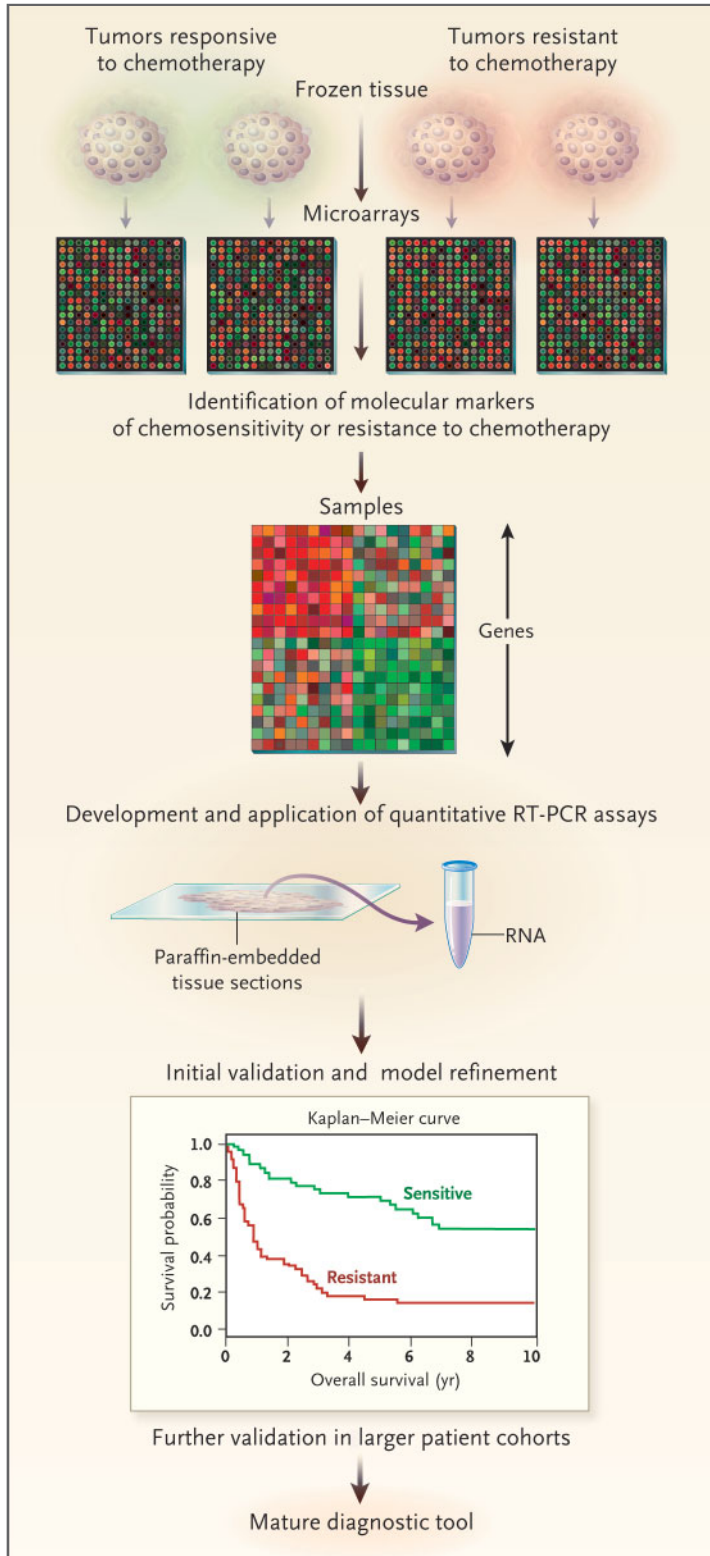 Tumors responsive
to chemotherapy
Tumors resistant
to chemotherapy
Frozen tissue
Microarrays
Identification of molecular markers
of chemosensitivity or resistance to chemotherapy
Samples
Genes
Development and application of quantitative RT-PCR assays
Paraffin-embedded
tissue sections
RNA
Initial validation and model refinement
Kaplan–Meier curve
Survival probability
1.0
0.8
0.6
0.4
0.2
0.0
Sensitive
Resistant
0 2 4 6 8 10
Overall survival (yr)
Further validation in larger patient cohorts
Mature diagnostic tool